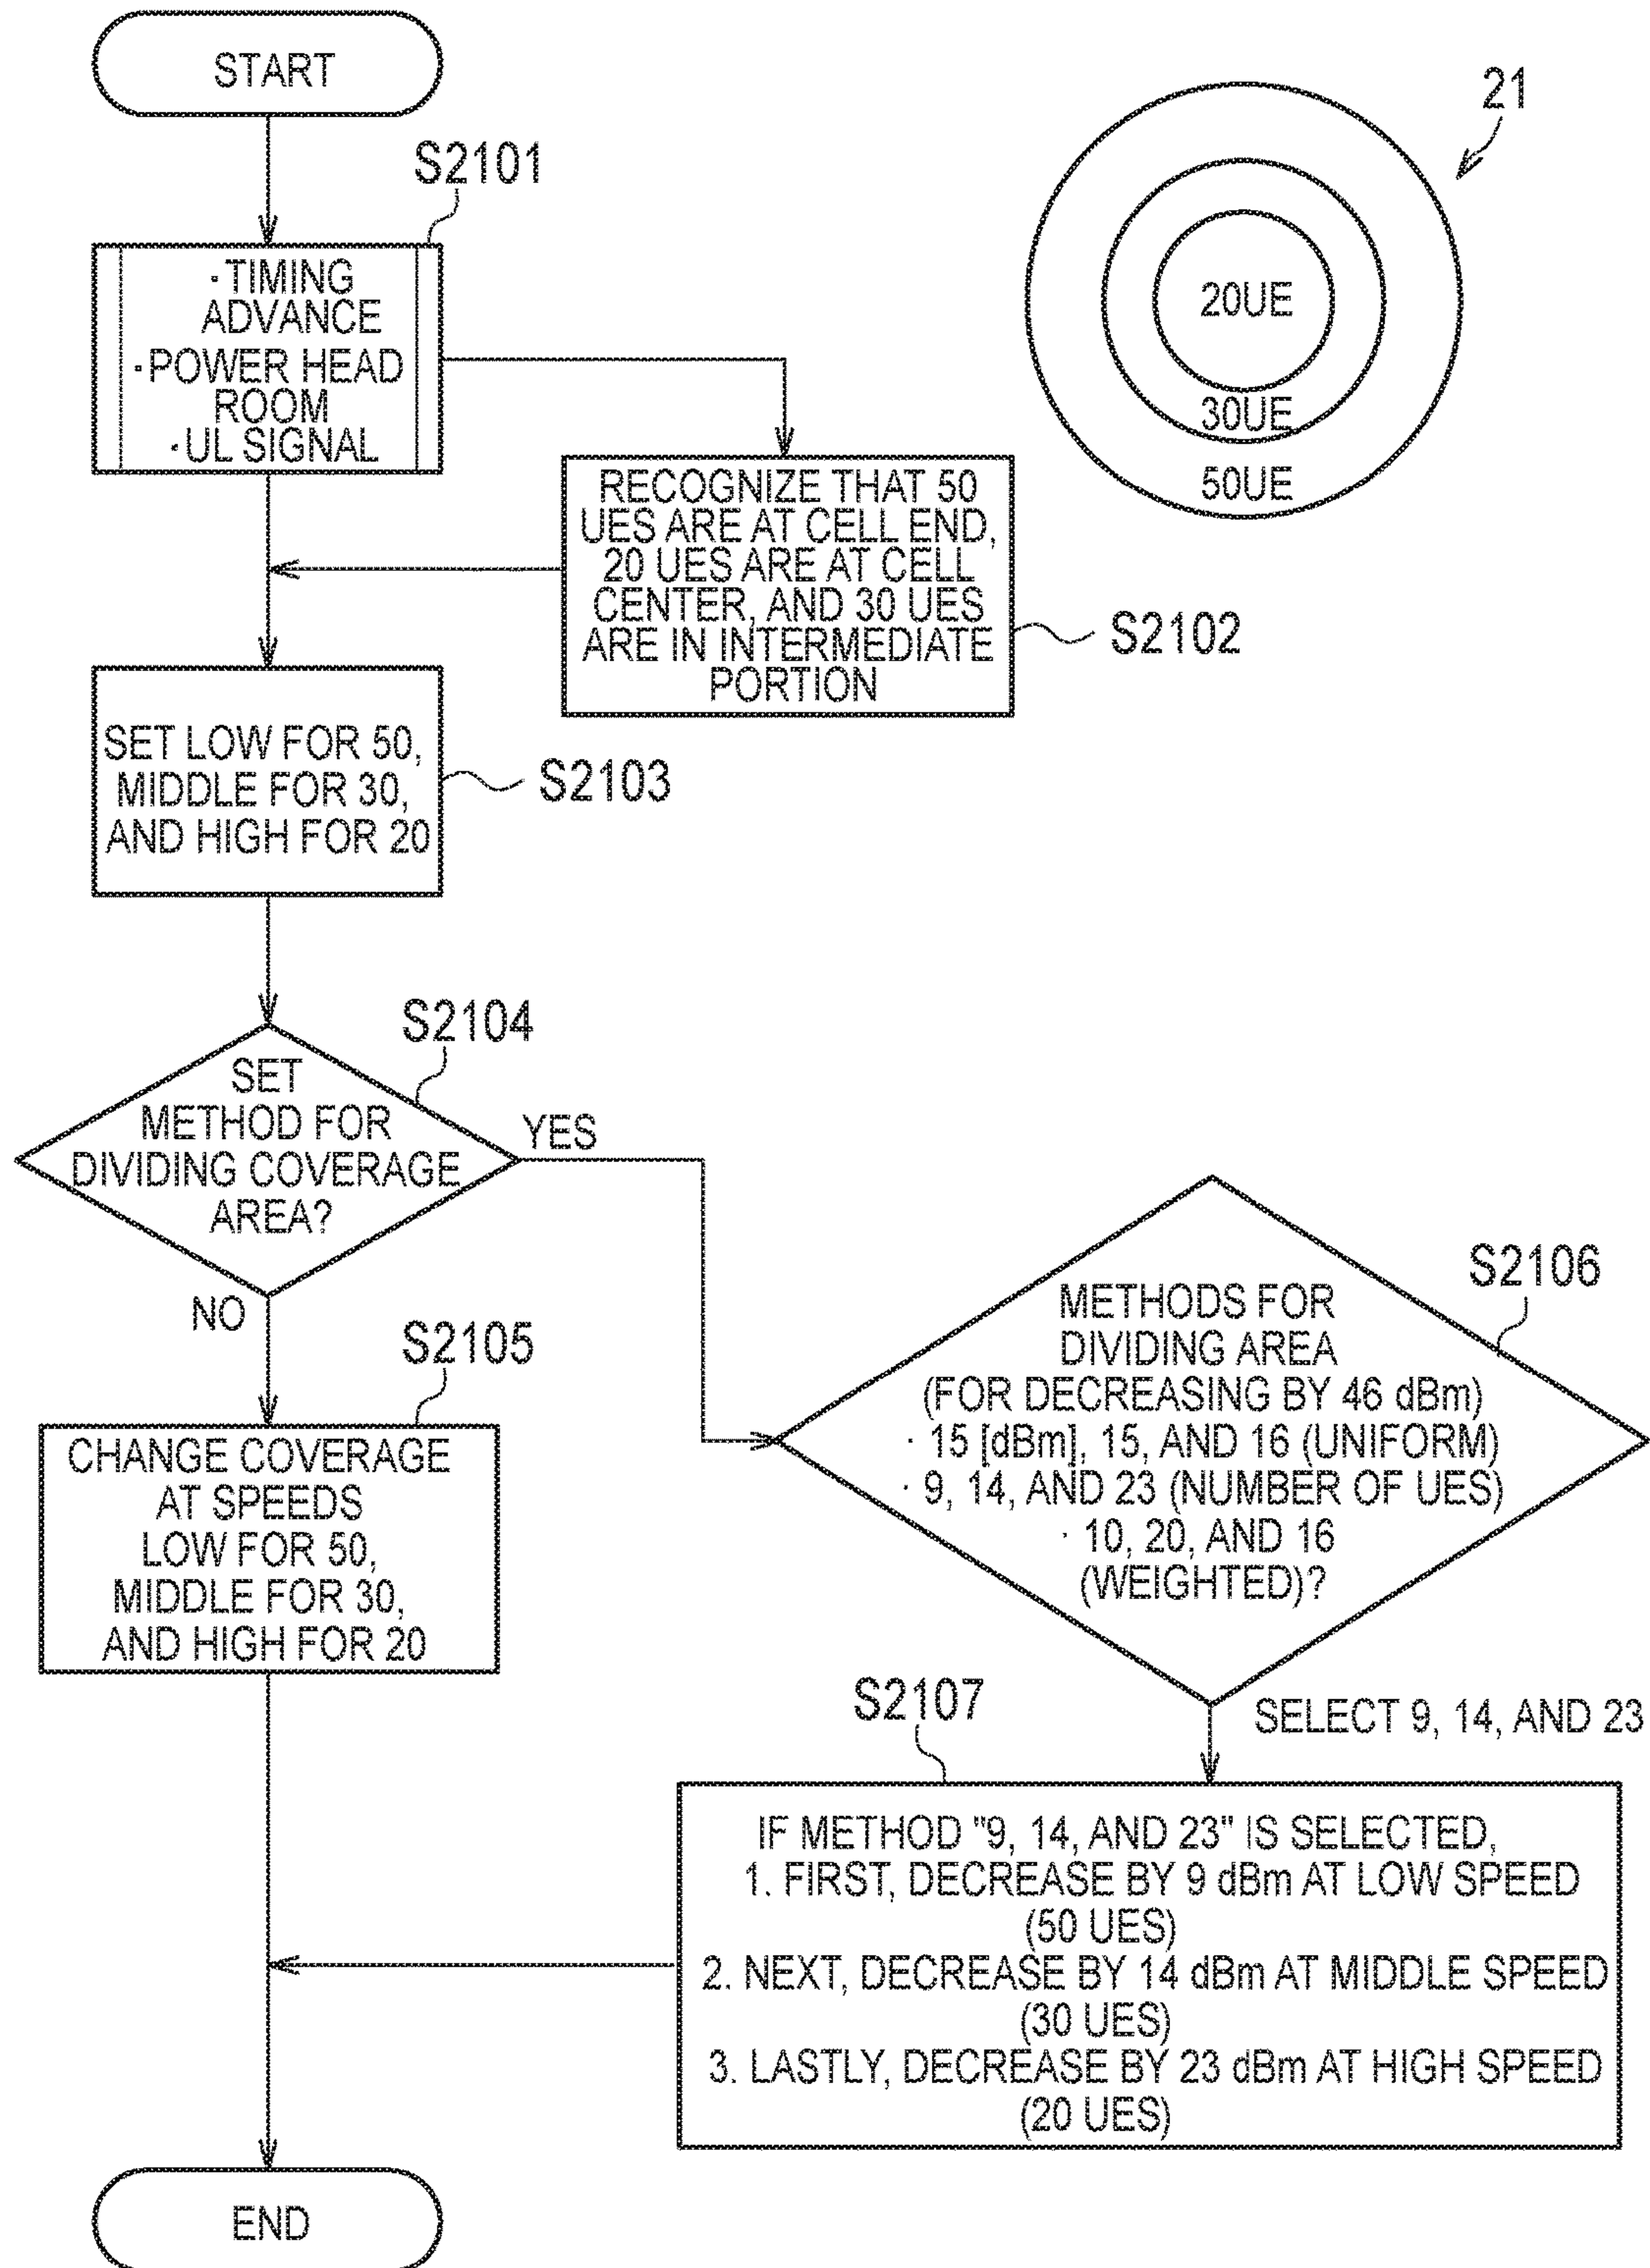 START
S2101
· TIMING
ADVANCE
· POWER HEAD
ROOM
· UL SIGNAL
21
20UE
30UE
50UE
RECOGNIZE THAT 50
UES ARE AT CELL END,
20 UES ARE AT CELL
CENTER, AND 30 UES
ARE IN INTERMEDIATE
PORTION
S2102
SET LOW FOR 50,
MIDDLE FOR 30,
AND HIGH FOR 20
S2103
S2104
SET
METHOD FOR
DIVIDING COVERAGE
AREA?
YES
NO
S2105
CHANGE COVERAGE
AT SPEEDS
LOW FOR 50,
MIDDLE FOR 30,
AND HIGH FOR 20
S2106
METHODS FOR
DIVIDING AREA
(FOR DECREASING BY 46 dBm)
· 15 [dBm], 15, AND 16 (UNIFORM)
· 9, 14, AND 23 (NUMBER OF UES)
· 10, 20, AND 16
(WEIGHTED)?
SELECT 9, 14, AND 23
S2107
IF METHOD "9, 14, AND 23" IS SELECTED,
1. FIRST, DECREASE BY 9 dBm AT LOW SPEED
(50 UES)
2. NEXT, DECREASE BY 14 dBm AT MIDDLE SPEED
(30 UES)
3. LASTLY, DECREASE BY 23 dBm AT HIGH SPEED
(20 UES)
END